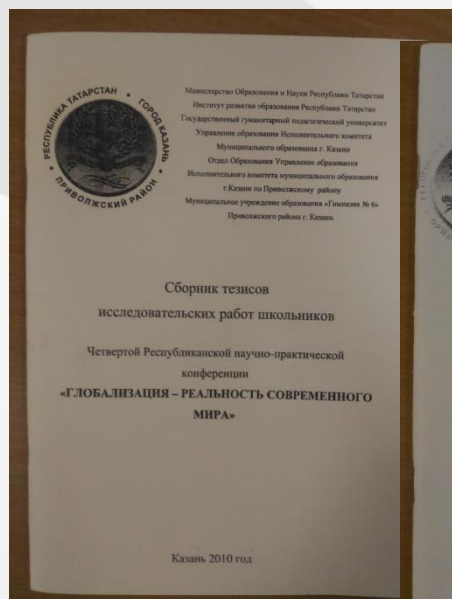 РЕСПУБЛИКА ТАТАРСТАН • ГОРОД КАЗАНЬ • ПРИВОЛЖСКИЙ РАЙОН •
Министерство Образования и Науки Республики Татарстан
Институт развития образования Республики Татарстан
Государственный гуманитарный педагогический университет
Управление образования Исполнительного комитета
Муниципального образования г. Казани
Отдел Образования Управление образования
Исполнительного комитета муниципального образования
г.Казани по Приволжскому району
Муниципальное учреждение образования «Гимназия № 6»
Приволжского района г. Казани.
Сборник тезисов
исследовательских работ школьников
Четвертой Республиканской научно-практической
конференции
«ГЛОБАЛИЗАЦИЯ – РЕАЛЬНОСТЬ СОВРЕМЕННОГО
МИРА»
Казань 2010 год